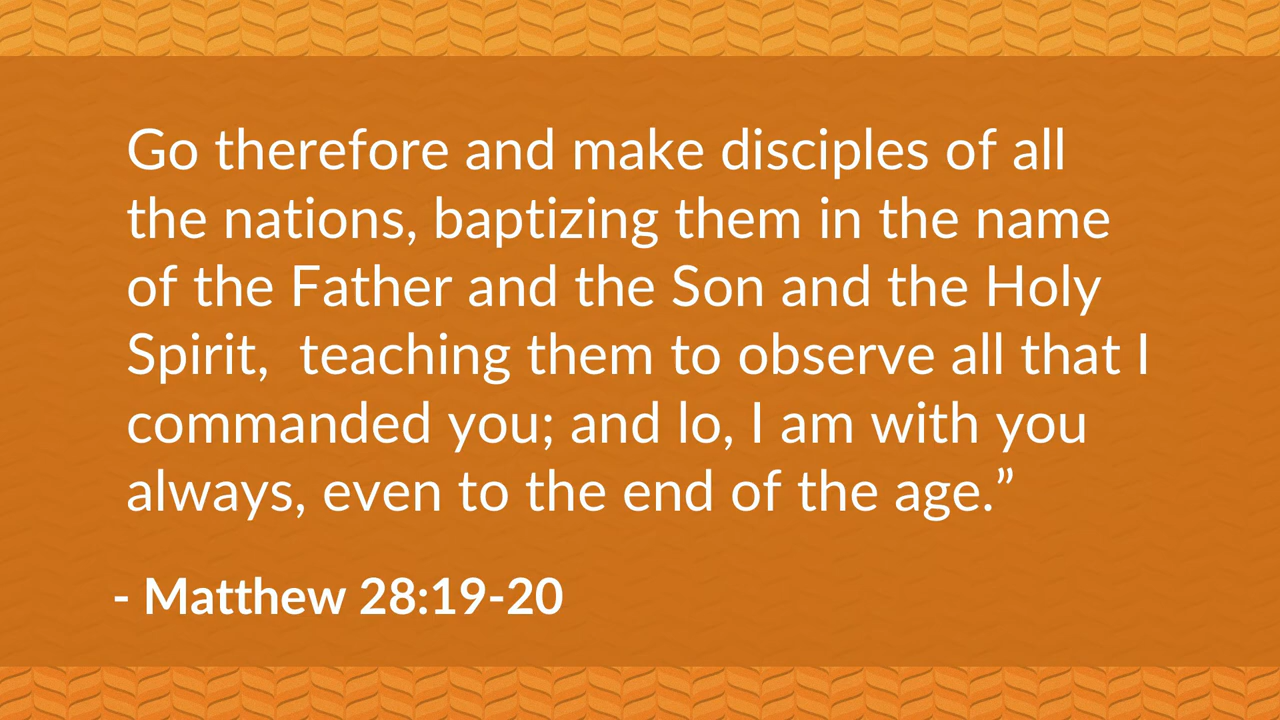 Go therefore and make disciples of all
the nations, baptizing them in the name
of the Father and the Son and the Holy
Spirit,  teaching them to observe all that I
commanded you; and lo, I am with you
always, even to the end of the age.”
- Matthew 28:19-20